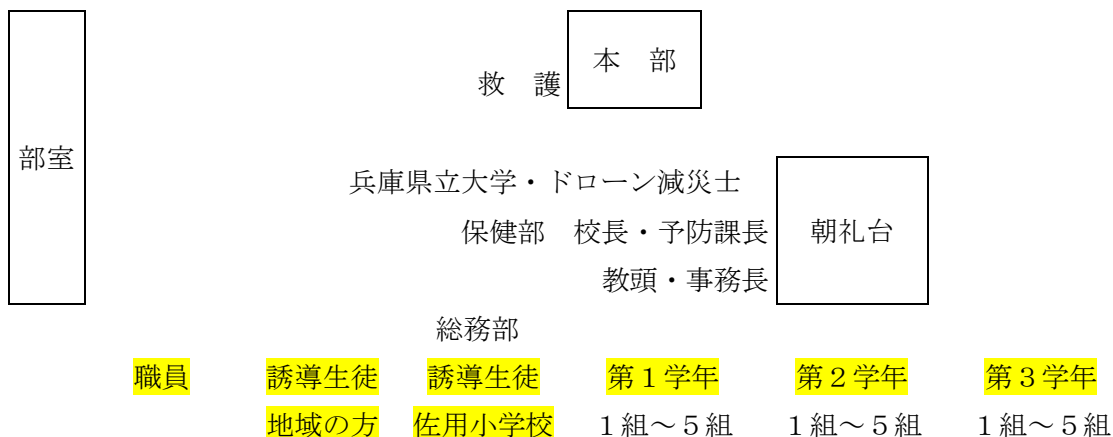 本　部
救　護
部室
兵庫県立大学・ドローン減災士
保健部　校長・予防課長
朝礼台
教頭・事務長
総務部
職員　誘導生徒　誘導生徒　第１学年　第２学年　第３学年
地域の方　佐用小学校　１組～５組　１組～５組　１組～５組